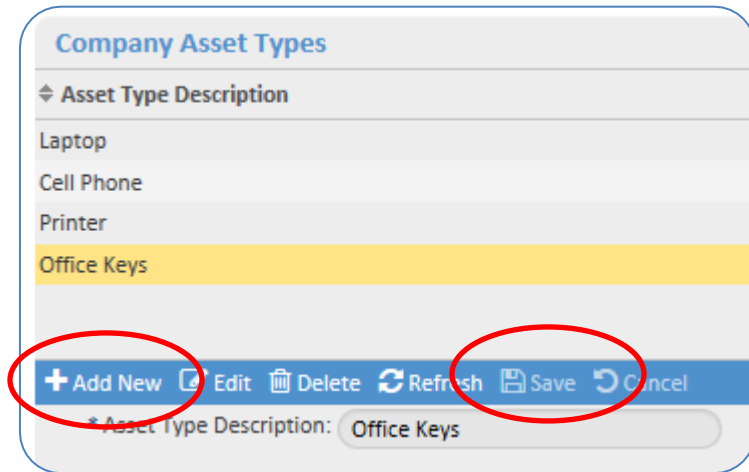 Company Asset Types
Asset Type Description
Laptop
Cell Phone
Printer
Office Keys
Add New Edit Delete Refresh Save Cancel
* Asset Type Description: Office Keys